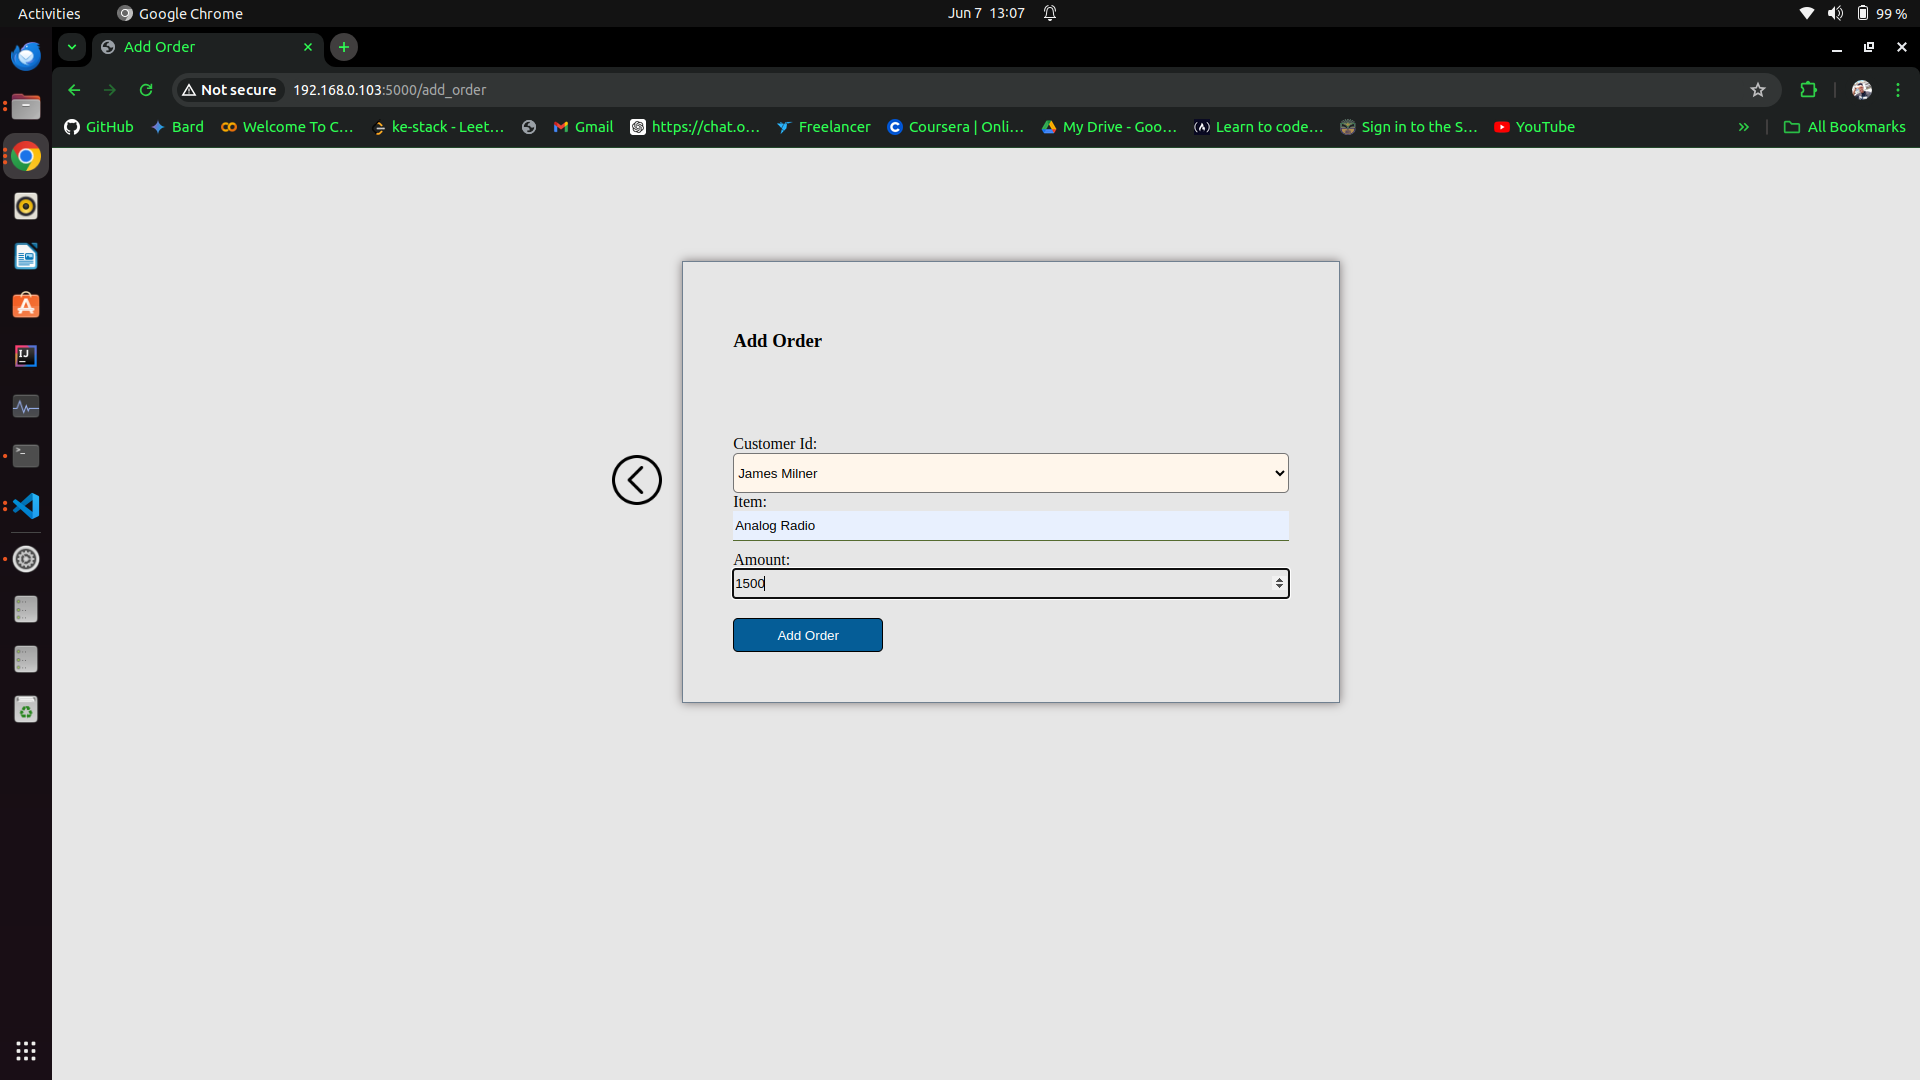 Activities Google Chrome Jun 7 13:07 99 %
Add Order
Not secure 192.168.0.103:5000/add_order
GitHub Bard Welcome To C… ke-stack - Leet… Gmail https://chat.o… Freelancer Coursera | Onli… My Drive - Goo… Learn to code… Sign in to the S… YouTube » All Bookmarks
Add Order
Customer Id:
James Milner
Item:
Analog Radio
Amount:
1500
Add Order